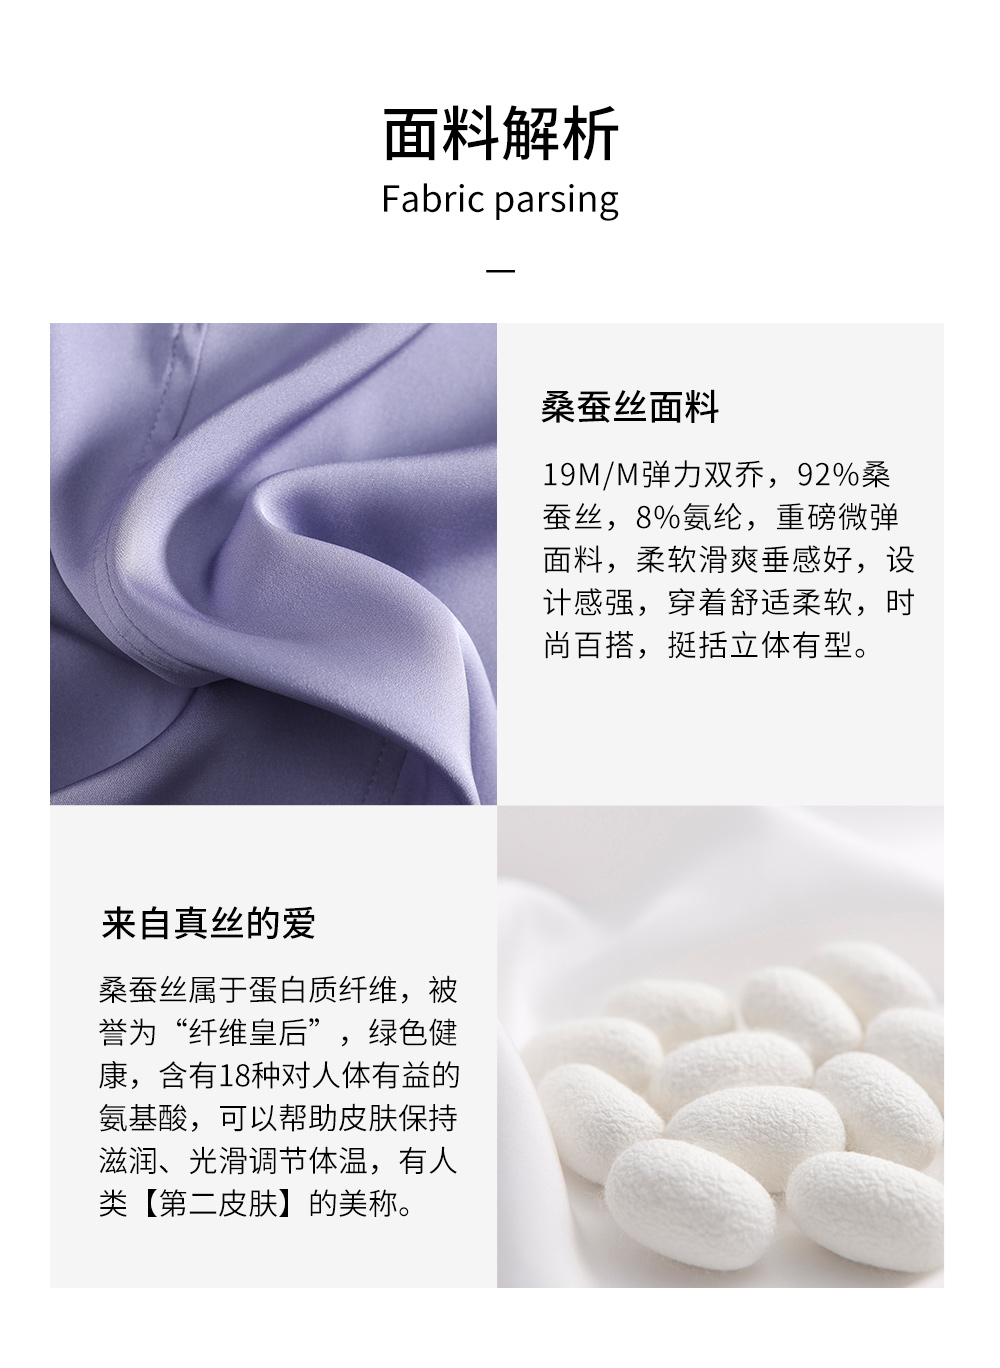 面料解析
Fabric parsing
桑蚕丝面料
19M/M弹力双乔，92%桑
蚕丝，8%氨纶，重磅微弹
面料，柔软滑爽垂感好，设
计感强，穿着舒适柔软，时
尚百搭，挺括立体有型。
来自真丝的爱
桑蚕丝属于蛋白质纤维，被
誉为“纤维皇后”，绿色健
康，含有18种对人体有益的
氨基酸，可以帮助皮肤保持
滋润、光滑调节体温，有人
类【第二皮肤】的美称。